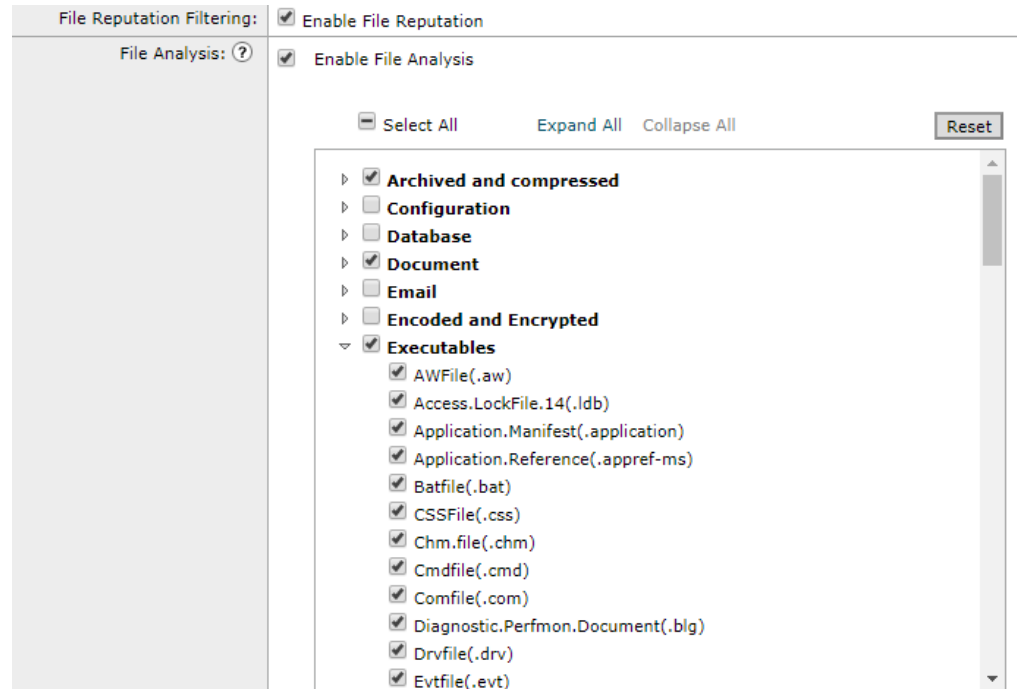 File Reputation Filtering: Enable File Reputation
File Analysis: ? Enable File Analysis
Select All Expand All Collapse All Reset
Archived and compressed
Configuration
Database
Document
Email
Encoded and Encrypted
Executables
AWFile(.aw)
Access.LockFile.14(.ldb)
Application.Manifest(.application)
Application.Reference(.appref-ms)
Batfile(.bat)
CSSFile(.css)
Chm.file(.chm)
Cmdfile(.cmd)
Comfile(.com)
Diagnostic.Perfmon.Document(.blg)
Drvfile(.drv)
Evtfile(.evt)